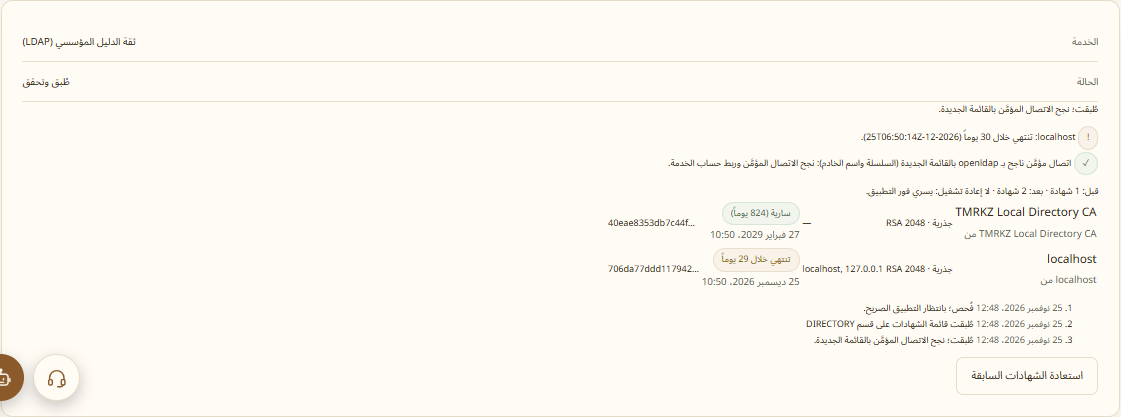 الخدمة ثقة الدليل المؤسسي (LDAP)
الحالة طُبق وتحقق
طُبقت؛ نجح الاتصال المؤمَّن بالقائمة الجديدة.
! localhost: تنتهي خلال 30 يوماً (2026-12-25T06:50:14Z).
✓ اتصال مؤمَّن ناجح بـ openldap بالقائمة الجديدة (السلسلة واسم الخادم): نجح الاتصال المؤمَّن وربط حساب الخدمة.
قبل: 1 شهادة · بعد: 2 شهادة · لا إعادة تشغيل: يسري فور التطبيق.
TMRKZ Local Directory CA
من TMRKZ Local Directory CA
جذرية · RSA 2048
—
سارية (824 يوماً)
27 فبراير 2029، 10:50
40eae8353db7c44f…
localhost
من localhost
جذرية · RSA 2048
localhost, 127.0.0.1
تنتهي خلال 29 يوماً
25 ديسمبر 2026، 10:50
706da77ddd117942…
1. 25 نوفمبر 2026، 12:48 فُحص؛ بانتظار التطبيق الصريح.
2. 25 نوفمبر 2026، 12:48 طُبقت قائمة الشهادات على قسم DIRECTORY
3. 25 نوفمبر 2026، 12:48 طُبقت؛ نجح الاتصال المؤمَّن بالقائمة الجديدة.
استعادة الشهادات السابقة